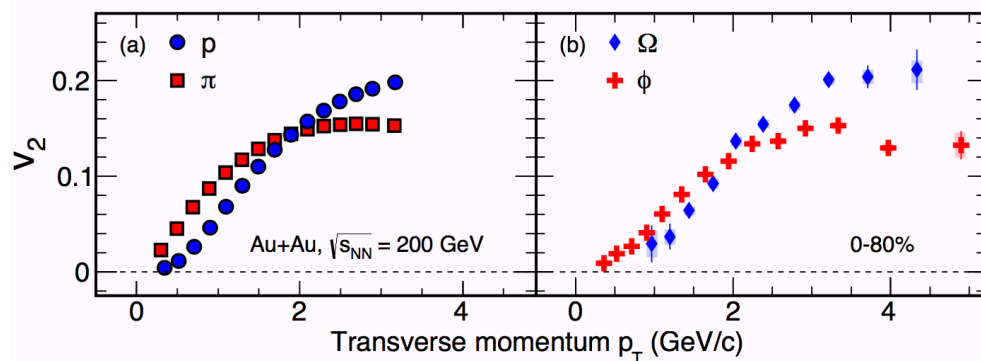 (a) p
π
(b) Ω
ϕ
v₂
0.2
0.1
0
Au+Au, √sNN = 200 GeV
0-80%
0 2 4 0 2 4
Transverse momentum pT (GeV/c)